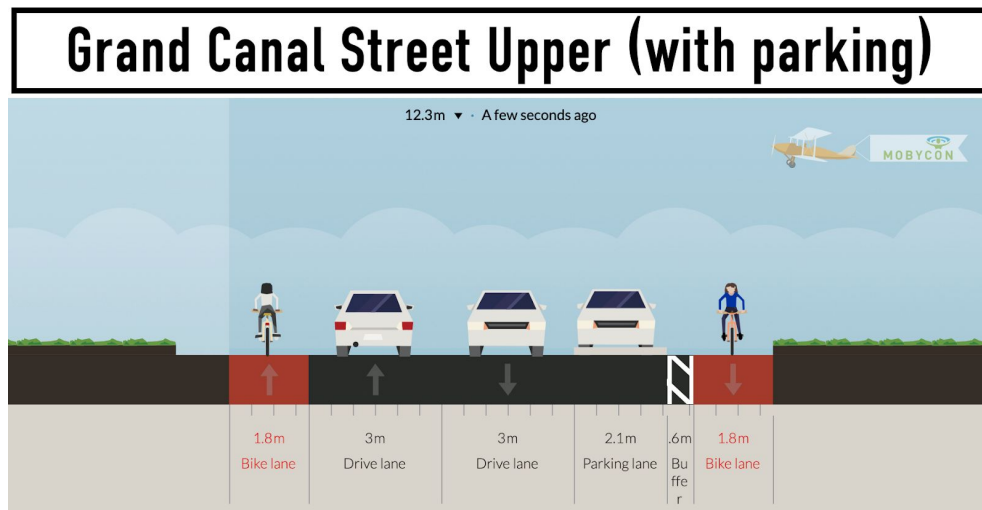 Grand Canal Street Upper (with parking)
12.3m ▾ · A few seconds ago
MOBYCON
1.8m
Bike lane
3m
Drive lane
3m
Drive lane
2.1m
Parking lane
.6m
Bu
ffe
r
1.8m
Bike lane